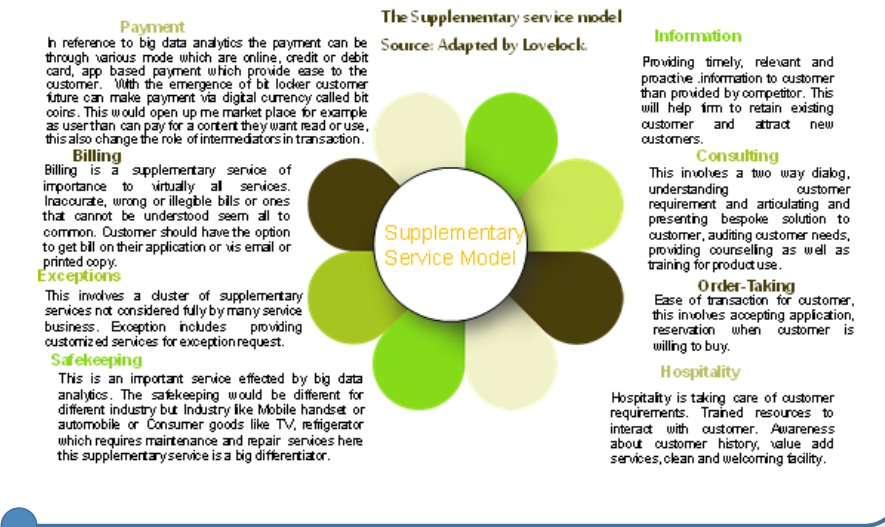 The Supplementary service model
Source: Adapted by Lovelock.
Payment
In reference to big data analytics the payment can be
through various mode which are online, credit or debit
card, app based payment which provide ease to the
customer. With the emergence of bit locker customer
future can make payment via digital currency called bit
coins. This would open up me market place for example
as user than can pay for a content they want read or use,
this also change the role of intermediators in transaction.
Billing
Billing is a supplementary service of
importance to virtually all services.
Inaccurate, wrong or illegible bills or ones
that cannot be understood seem all to
common. Customer should have the option
to get bill on their application or vis email or
printed copy.
Exceptions
This involves a cluster of supplementary
services not considered fully by many service
business. Exception includes providing
customized services for exception request.
Safekeeping
This is an important service effected by big data
analytics. The safekeeping would be different for
different industry but Industry like Mobile handset or
automobile or Consumer goods like TV, refrigerator
which requires maintenance and repair services here
this supplementary service is a big differentiator.
Supplementary
Service Model
Information
Providing timely, relevant and
proactive .information to customer
than provided by competitor. This
will help firm to retain existing
customer and attract new
customers.
Consulting
This involves a two way dialog,
understanding customer
requirement and articulating and
presenting bespoke solution to
customer, auditing customer needs,
providing counselling as well as
training for product use.
Order-Taking
Ease of transaction for customer,
this involves accepting application,
reservation when customer is
willing to buy.
Hospitality
Hospitality is taking care of customer
requirements. Trained resources to
interact with customer. Awareness
about customer history, value add
services, clean and welcoming facility.